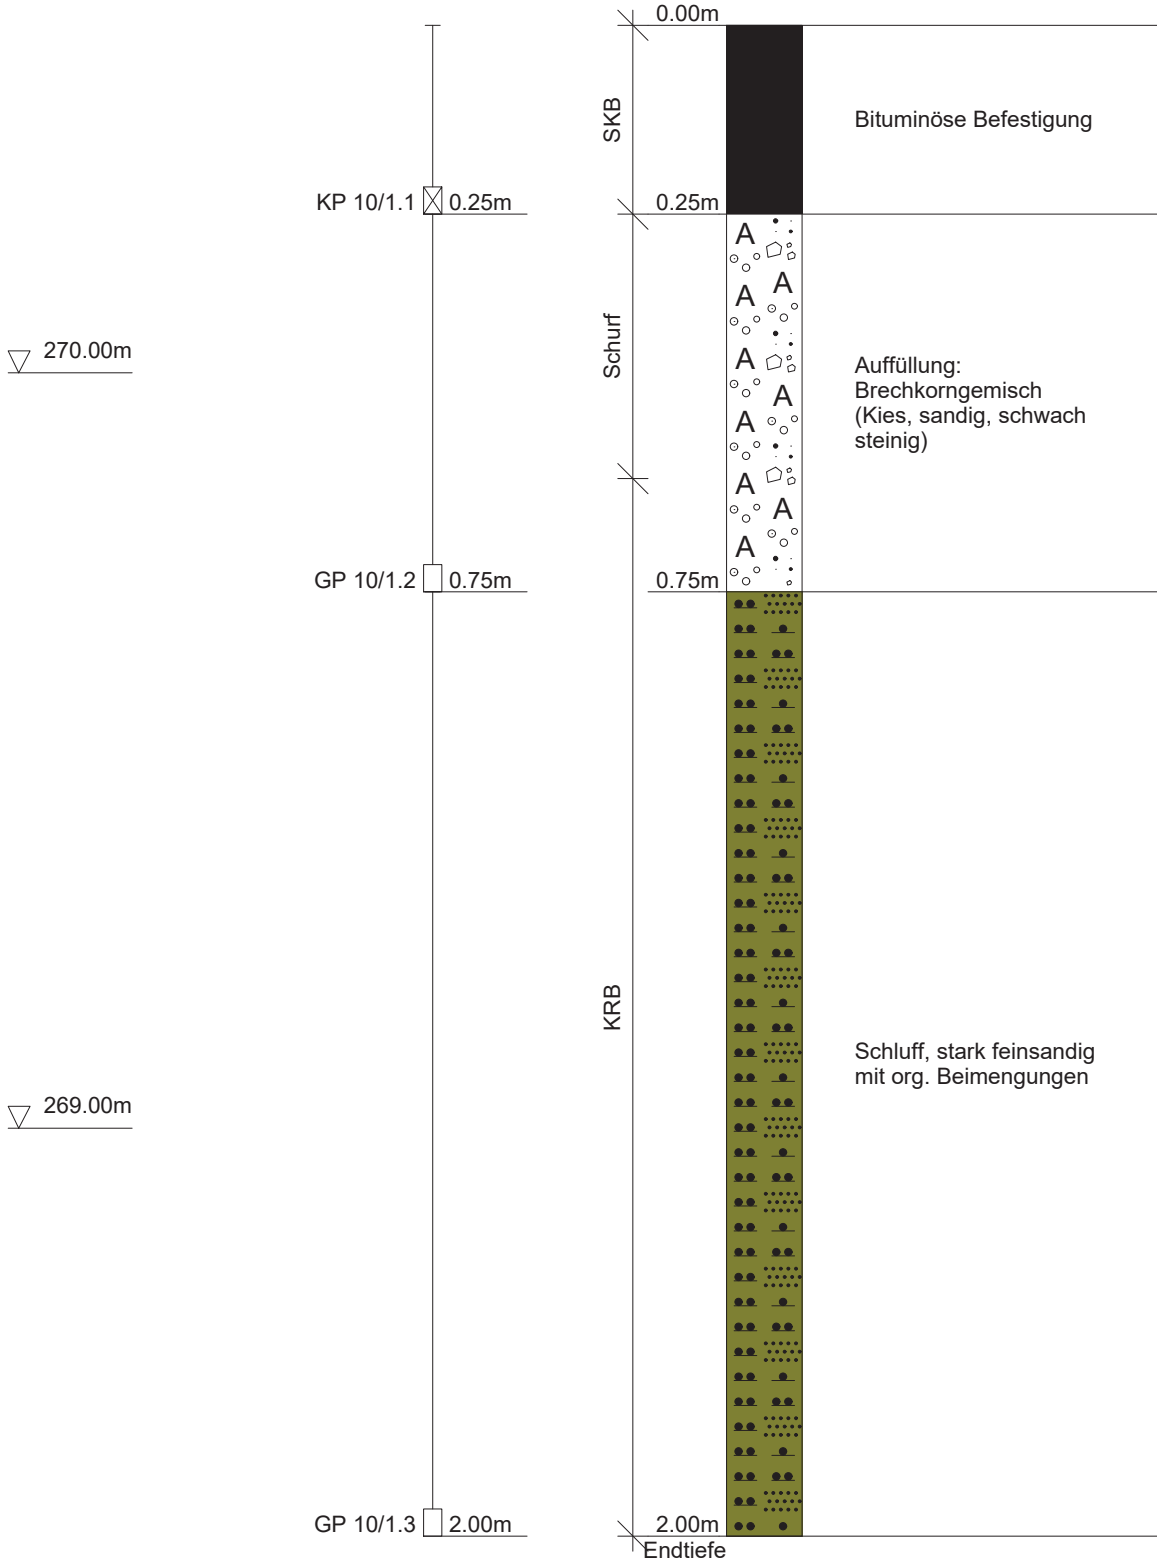 0.00m
SKB
Bituminöse Befestigung
KP 10/1.1 0.25m
0.25m
A
A
A
Schurf
270.00m
A
Auffüllung:
Brechkorngemisch
(Kies, sandig, schwach
steinig)
A
A
A
A
A
GP 10/1.2 0.75m
0.75m
KRB
Schluff, stark feinsandig
mit org. Beimengungen
269.00m
GP 10/1.3 2.00m
2.00m
Endtiefe